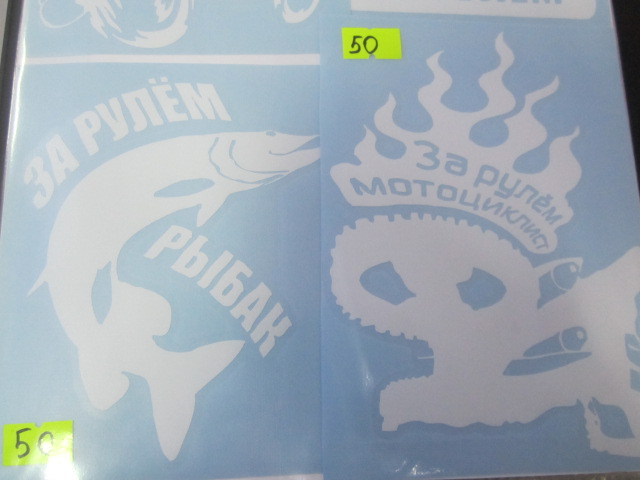 ЗА РУЛЁМ
РЫБАК
50
50
За рулём
мотоциклист